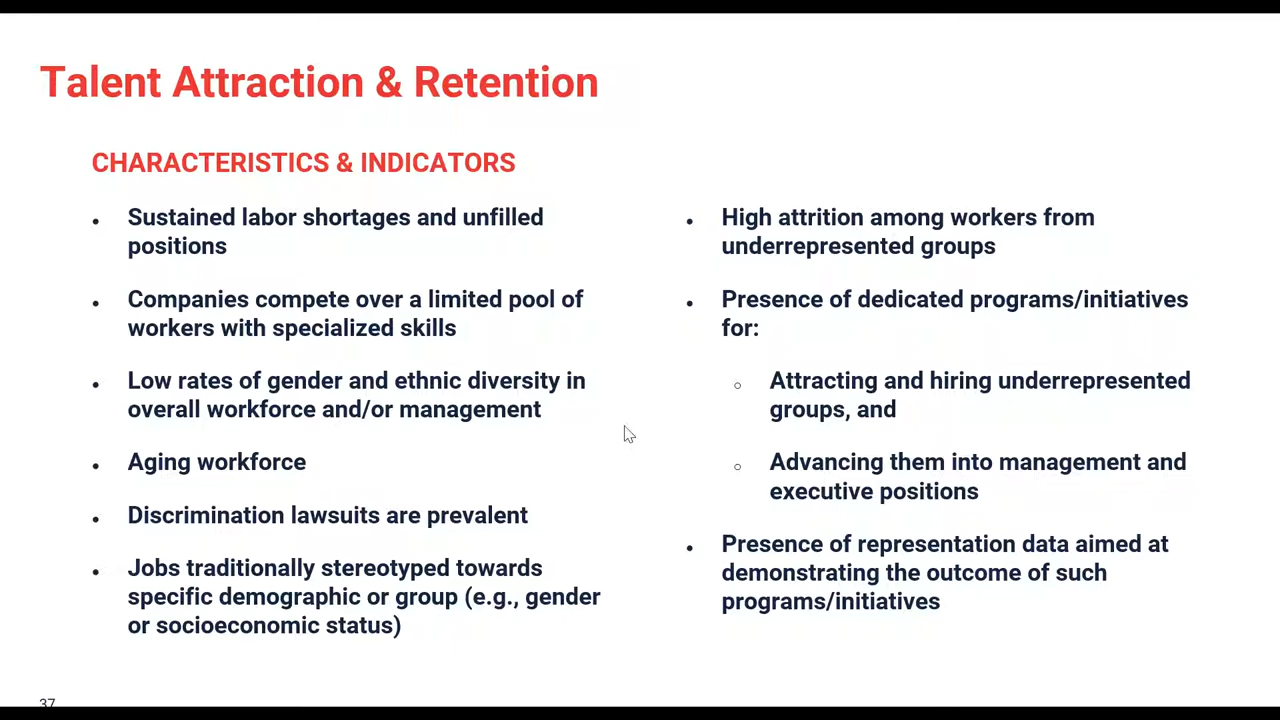 Talent Attraction & Retention
CHARACTERISTICS & INDICATORS
• Sustained labor shortages and unfilled
positions
• Companies compete over a limited pool of
workers with specialized skills
• Low rates of gender and ethnic diversity in
overall workforce and/or management
• Aging workforce
• Discrimination lawsuits are prevalent
• Jobs traditionally stereotyped towards
specific demographic or group (e.g., gender
or socioeconomic status)
• High attrition among workers from
underrepresented groups
• Presence of dedicated programs/initiatives
for:
○ Attracting and hiring underrepresented
groups, and
○ Advancing them into management and
executive positions
• Presence of representation data aimed at
demonstrating the outcome of such
programs/initiatives
37